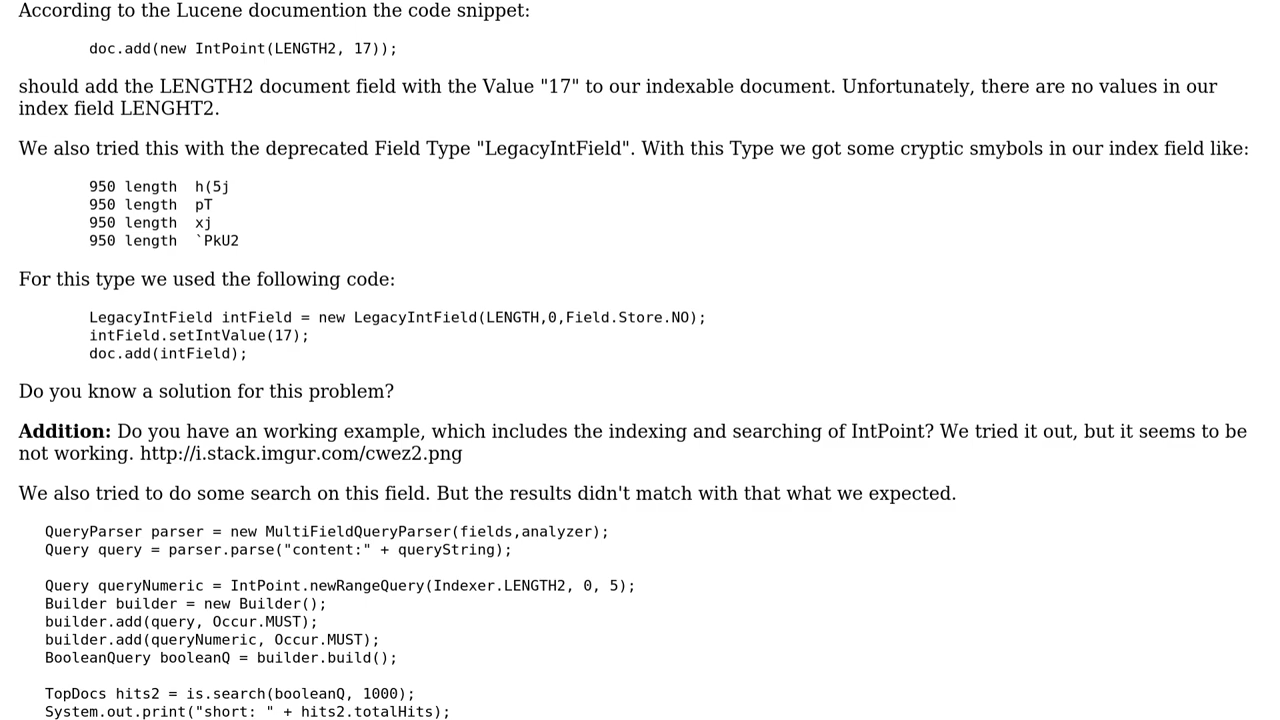 According to the Lucene documention the code snippet:
doc.add(new IntPoint(LENGTH2, 17));
should add the LENGTH2 document field with the Value "17" to our indexable document. Unfortunately, there are no values in our
index field LENGHT2.
We also tried this with the deprecated Field Type "LegacyIntField". With this Type we got some cryptic smybols in our index field like:
950 length  h(5j
950 length  pT
950 length  xj
950 length  `PkU2
For this type we used the following code:
LegacyIntField intField = new LegacyIntField(LENGTH,0,Field.Store.NO);
intField.setIntValue(17);
doc.add(intField);
Do you know a solution for this problem?
Addition: Do you have an working example, which includes the indexing and searching of IntPoint? We tried it out, but it seems to be
not working. http://i.stack.imgur.com/cwez2.png
We also tried to do some search on this field. But the results didn't match with that what we expected.
QueryParser parser = new MultiFieldQueryParser(fields,analyzer);
Query query = parser.parse("content:" + queryString);
Query queryNumeric = IntPoint.newRangeQuery(Indexer.LENGTH2, 0, 5);
Builder builder = new Builder();
builder.add(query, Occur.MUST);
builder.add(queryNumeric, Occur.MUST);
BooleanQuery booleanQ = builder.build();
TopDocs hits2 = is.search(booleanQ, 1000);
System.out.print("short: " + hits2.totalHits);